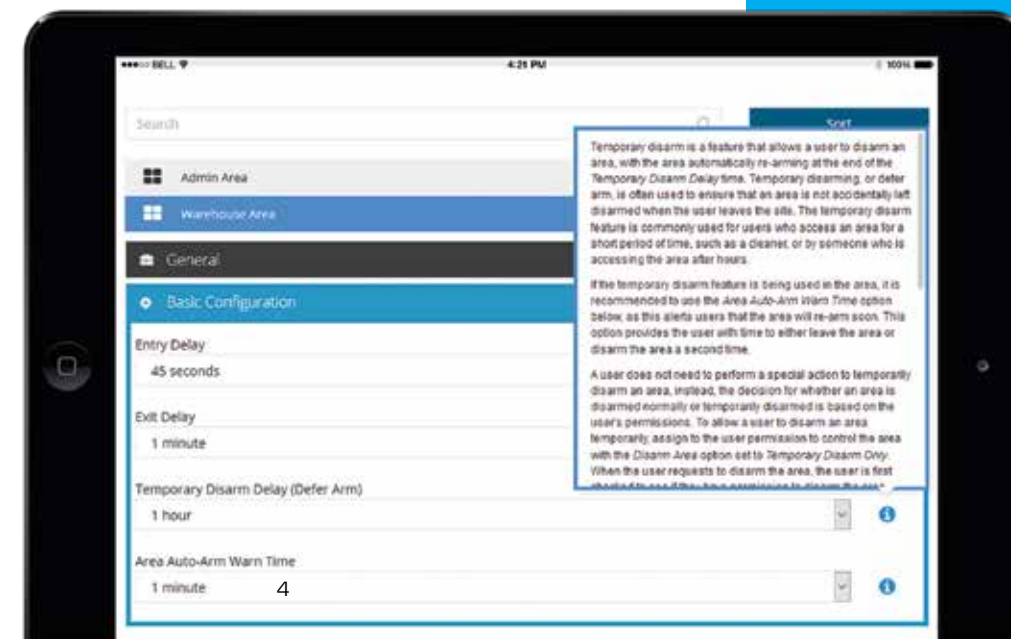 BELL
4:21 PM
100%
Search
Sort
Admin Area
Warehouse Area
General
Basic Configuration
Entry Delay
45 seconds
Exit Delay
1 minute
Temporary Disarm Delay (Defer Arm)
1 hour
Area Auto-Arm Warn Time
1 minute
4
Temporary disarm is a feature that allows a user to disarm an
area, with the area automatically re-arming at the end of the
Temporary Disarm Delay time. Temporary disarming, or defer
arm, is often used to ensure that an area is not accidentally left
disarmed when the user leaves the site. The temporary disarm
feature is commonly used for users who access an area for a
short period of time, such as a cleaner, or by someone who is
accessing the area after hours.
If the temporary disarm feature is being used in the area, it is
recommended to use the Area Auto-Arm Warn Time option
below, as this alerts users that the area will re-arm soon. This
option provides the user with time to either leave the area or
disarm the area a second time.
A user does not need to perform a special action to temporarily
disarm an area, instead, the decision for whether an area is
disarmed normally or temporarily disarmed is based on the
user's permissions. To allow a user to disarm an area
temporarily, assign to the user permission to control the area
with the Disarm Area option set to Temporary Disarm Only.
When the user requests to disarm the area, the user is first
checked to see if they have permission to disarm the area